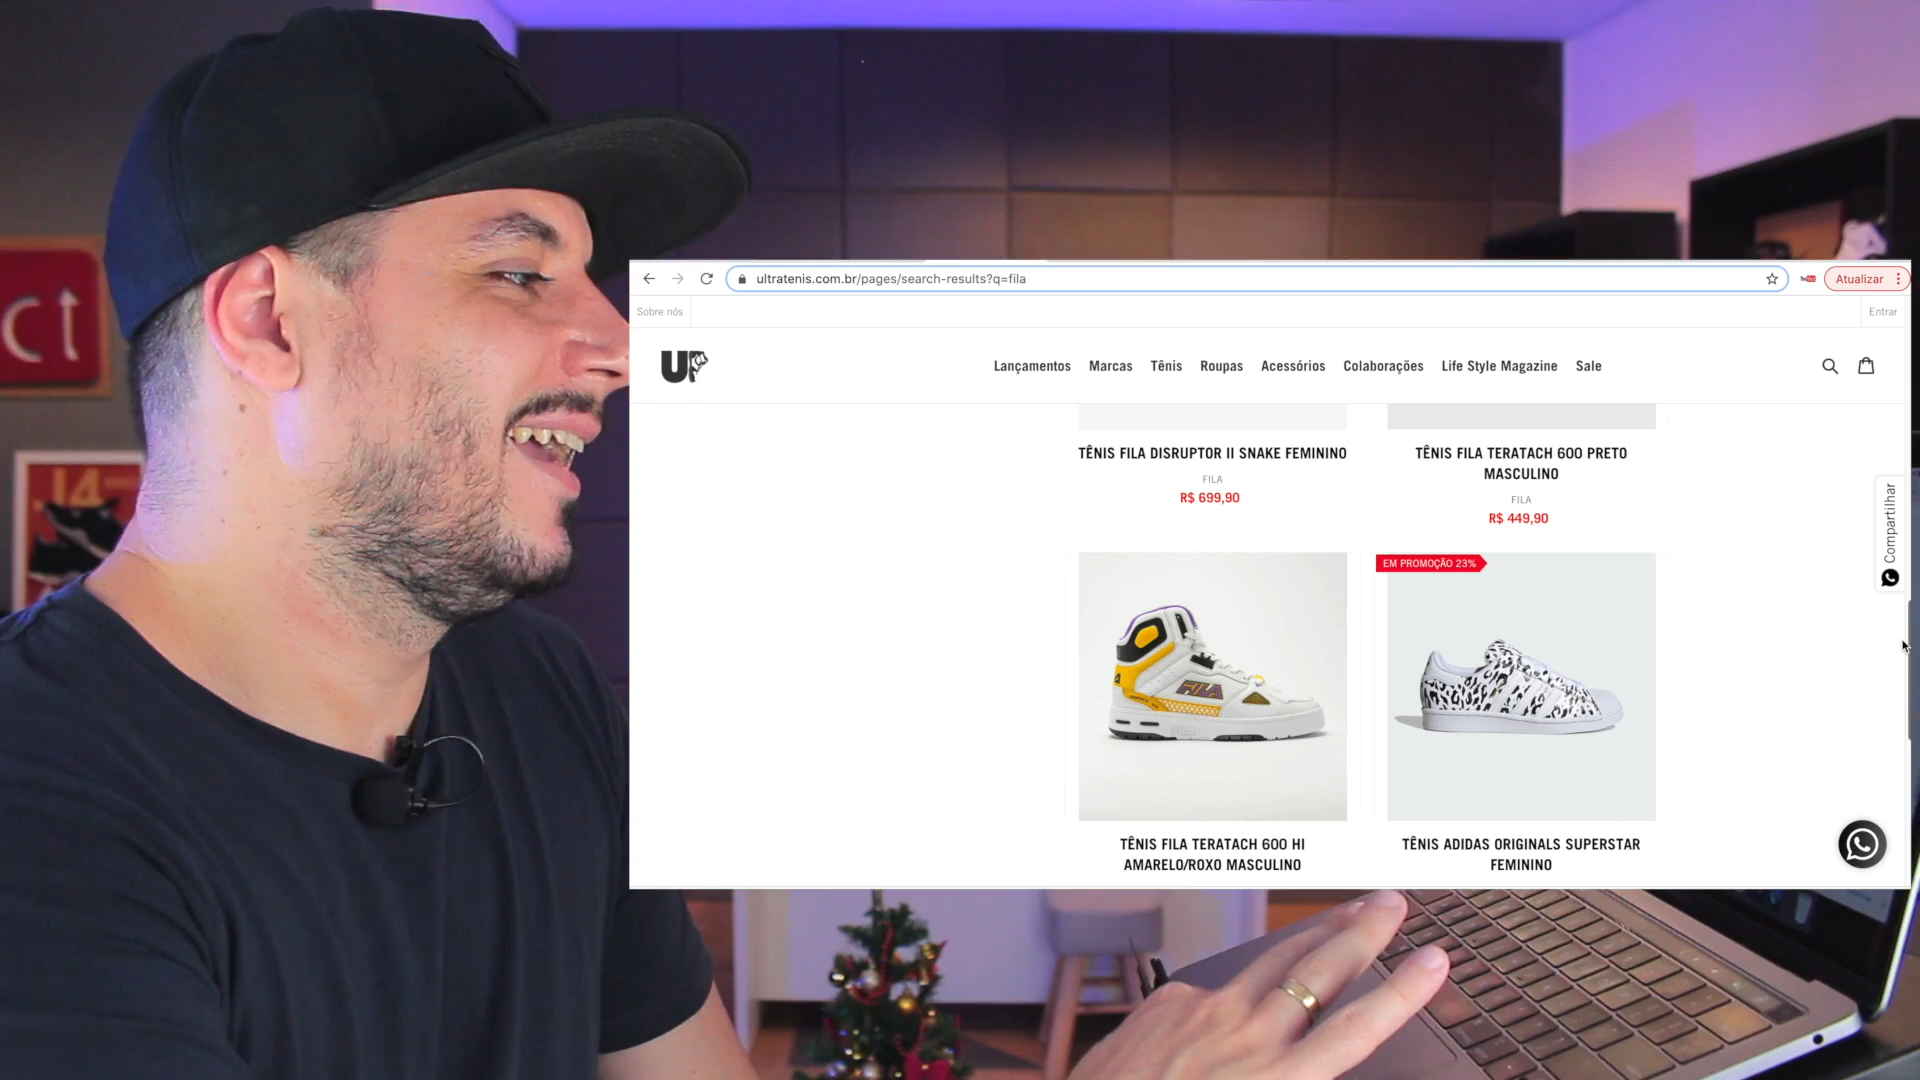 ct
14
ultratenis.com.br/pages/search-results?q=fila
Atualizar
Sobre nós
Entrar
UP
Lançamentos Marcas Tênis Roupas Acessórios Colaborações Life Style Magazine Sale
TÊNIS FILA DISRUPTOR II SNAKE FEMININO
FILA
R$ 699,90
TÊNIS FILA TERATACH 600 PRETO
MASCULINO
FILA
R$ 449,90
Compartilhar
EM PROMOÇÃO 23%
FILA
TÊNIS FILA TERATACH 600 HI
AMARELO/ROXO MASCULINO
TÊNIS ADIDAS ORIGINALS SUPERSTAR
FEMININO